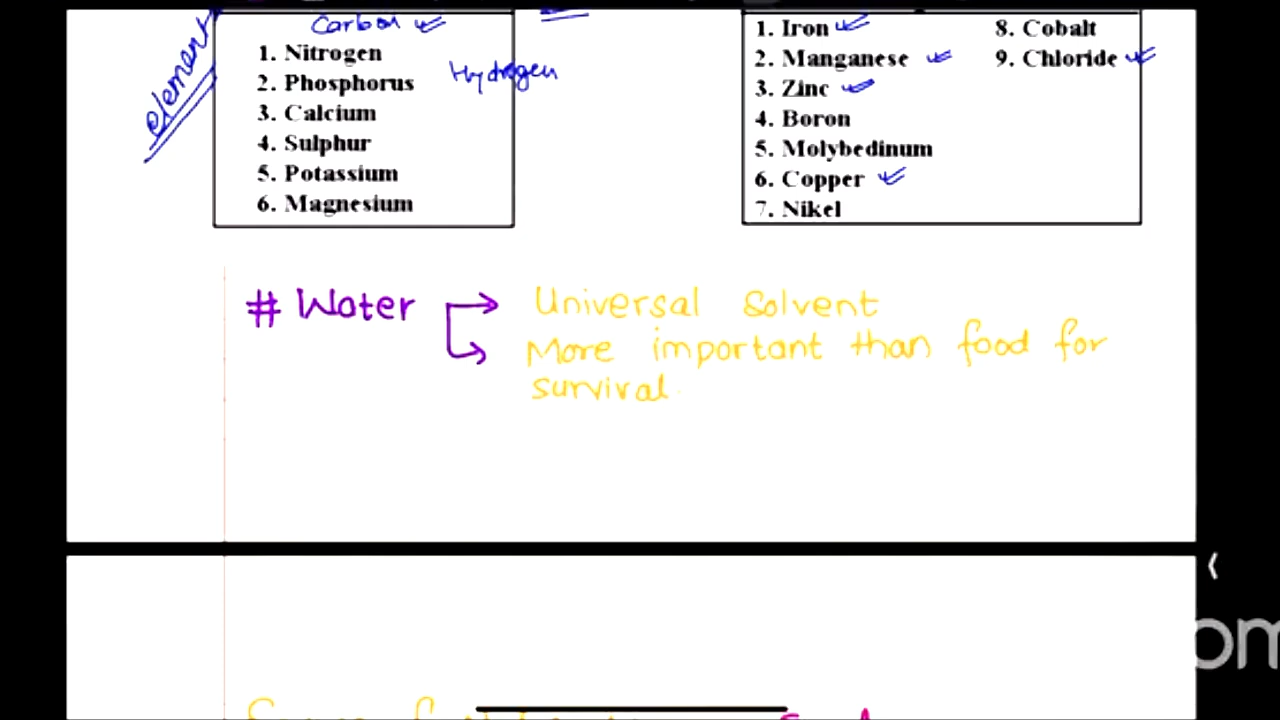 element
Carbon
1. Nitrogen
2. Phosphorus
Hydrogen
3. Calcium
4. Sulphur
5. Potassium
6. Magnesium
1. Iron
2. Manganese
3. Zinc
4. Boron
5. Molybedinum
6. Copper
7. Nikel
8. Cobalt
9. Chloride
# Water
Universal Solvent
More important than food for
survival.
om